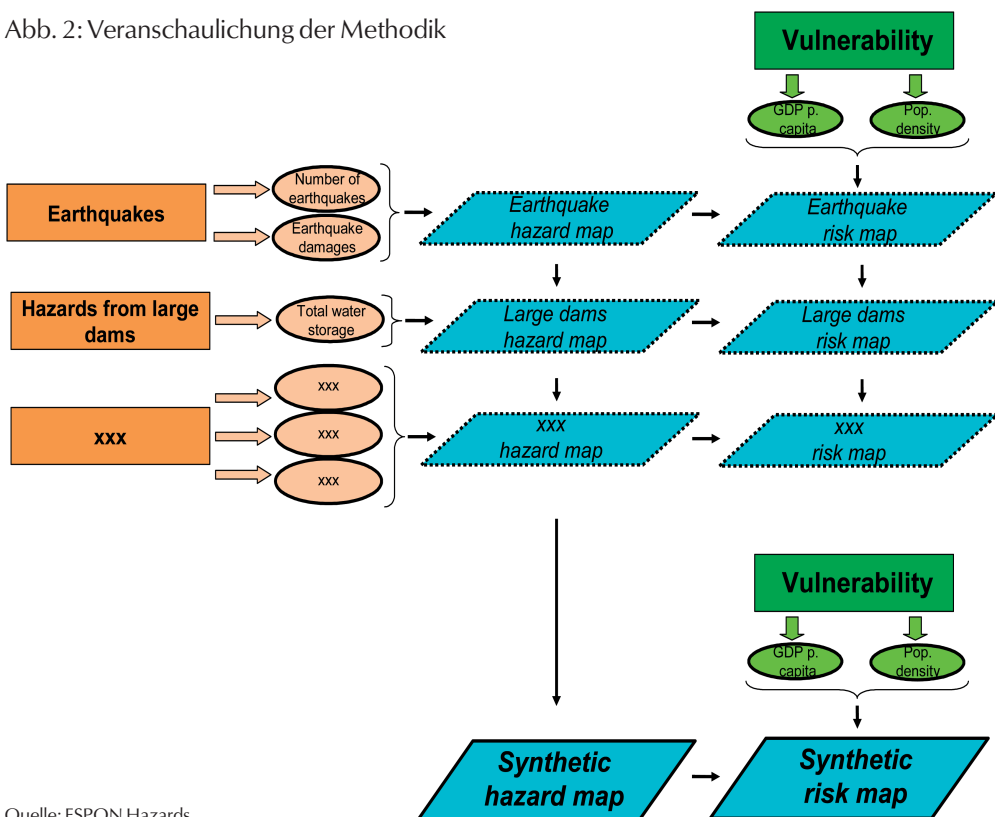 Abb. 2: Veranschaulichung der Methodik
Vulnerability
GDP p.
capita
Pop.
density
Earthquakes
Number of
earthquakes
Earthquake
damages
Earthquake
hazard map
Earthquake
risk map
Hazards from large
dams
Total water
storage
Large dams
hazard map
Large dams
risk map
xxx
xxx
xxx
xxx
xxx
hazard map
xxx
risk map
Vulnerability
GDP p.
capita
Pop.
density
Synthetic
hazard map
Synthetic
risk map
Quelle: ESPON Hazards